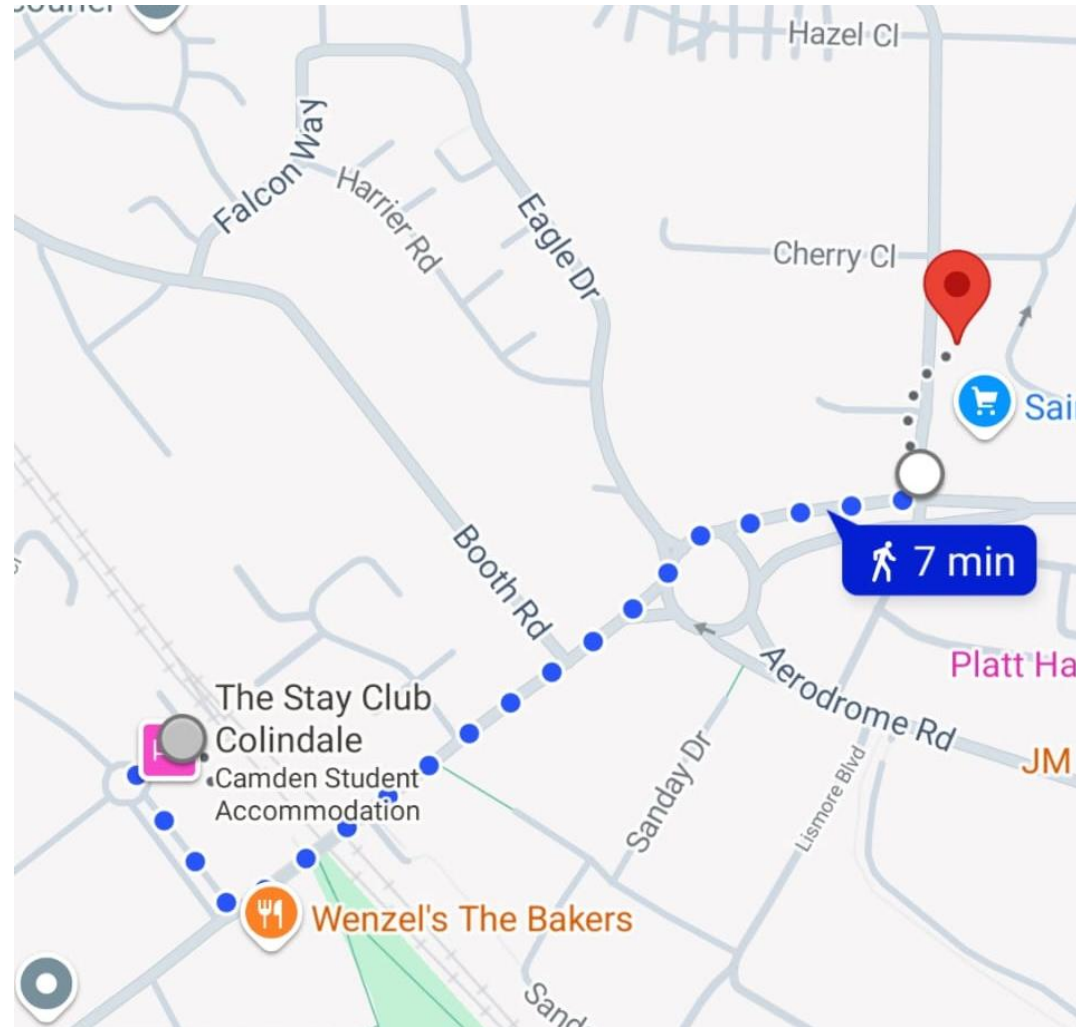 Hazel Cl
Falcon Way
Harrier Rd
Eagle Dr
Cherry Cl
Sai
Booth Rd
7 min
Platt Ha
Aerodrome Rd
The Stay Club
Colindale
Camden Student
Accommodation
JM
Sanday Dr
Lismore Blvd
Wenzel's The Bakers
Sand